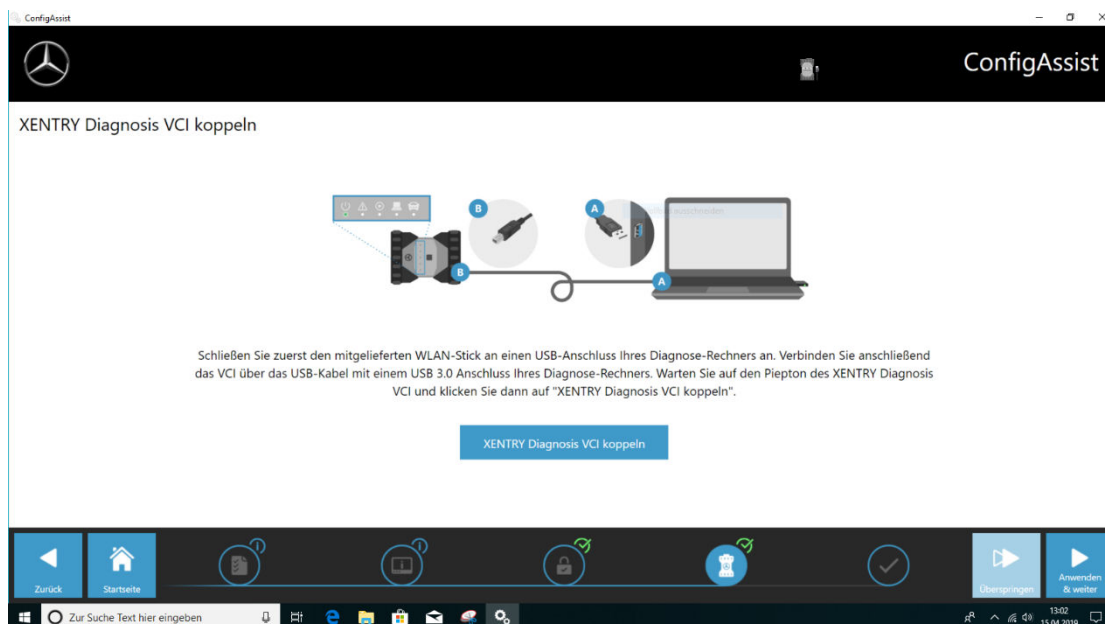 ConfigAssist
ConfigAssist
XENTRY Diagnosis VCI koppeln
B
A
B
A
Schließen Sie zuerst den mitgelieferten WLAN-Stick an einen USB-Anschluss Ihres Diagnose-Rechners an. Verbinden Sie anschließend
das VCI über das USB-Kabel mit einem USB 3.0 Anschluss Ihres Diagnose-Rechners. Warten Sie auf den Piepton des XENTRY Diagnosis
VCI und klicken Sie dann auf "XENTRY Diagnosis VCI koppeln".
XENTRY Diagnosis VCI koppeln
Zurück
Startseite
Überspringen
Anwenden
& weiter
Zur Suche Text hier eingeben
13:02
15.04.2019